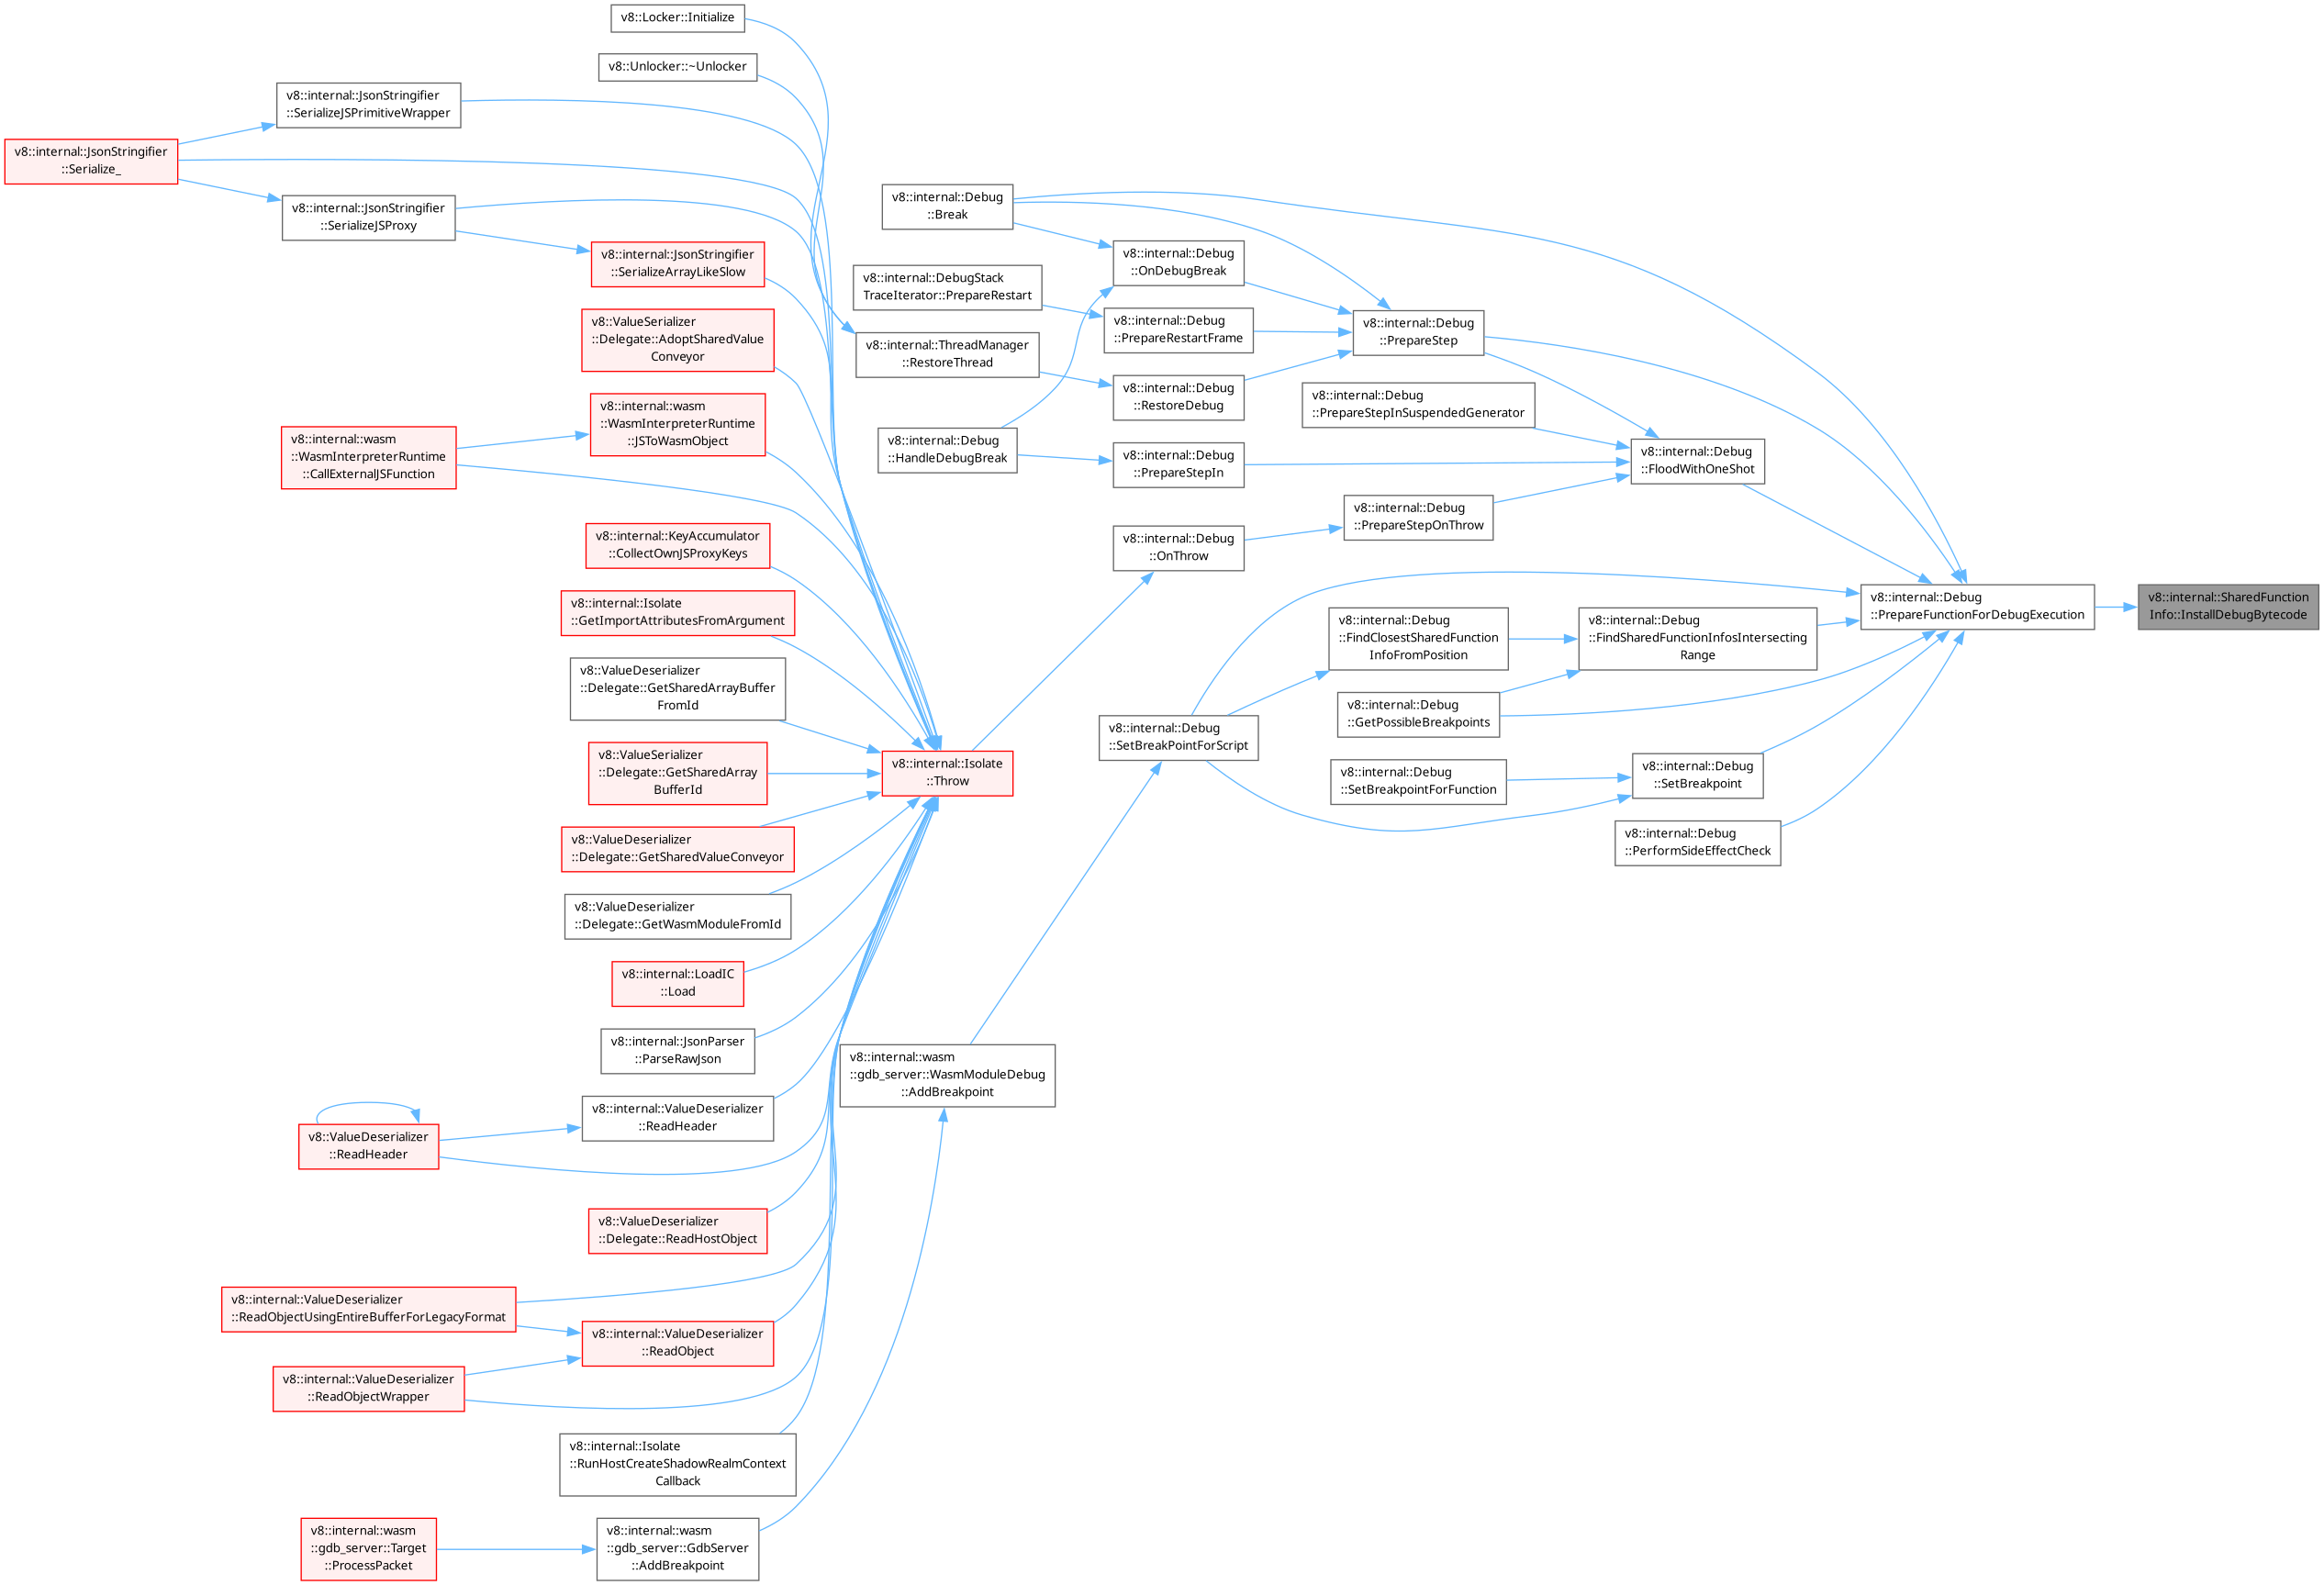 v8::Locker::Initialize
v8::Unlocker::~Unlocker
v8::internal::JsonStringifier
::SerializeJSPrimitiveWrapper
v8::internal::JsonStringifier
::Serialize_
v8::internal::JsonStringifier
::SerializeJSProxy
v8::internal::JsonStringifier
::SerializeArrayLikeSlow
v8::ValueSerializer
::Delegate::AdoptSharedValue
Conveyor
v8::internal::wasm
::WasmInterpreterRuntime
::JSToWasmObject
v8::internal::wasm
::WasmInterpreterRuntime
::CallExternalJSFunction
v8::internal::KeyAccumulator
::CollectOwnJSProxyKeys
v8::internal::Isolate
::GetImportAttributesFromArgument
v8::ValueDeserializer
::Delegate::GetSharedArrayBuffer
FromId
v8::ValueSerializer
::Delegate::GetSharedArray
BufferId
v8::ValueDeserializer
::Delegate::GetSharedValueConveyor
v8::ValueDeserializer
::Delegate::GetWasmModuleFromId
v8::internal::LoadIC
::Load
v8::internal::JsonParser
::ParseRawJson
v8::internal::ValueDeserializer
::ReadHeader
v8::ValueDeserializer
::ReadHeader
v8::ValueDeserializer
::Delegate::ReadHostObject
v8::internal::ValueDeserializer
::ReadObjectUsingEntireBufferForLegacyFormat
v8::internal::ValueDeserializer
::ReadObject
v8::internal::ValueDeserializer
::ReadObjectWrapper
v8::internal::Isolate
::RunHostCreateShadowRealmContext
Callback
v8::internal::wasm
::gdb_server::Target
::ProcessPacket
v8::internal::wasm
::gdb_server::GdbServer
::AddBreakpoint
v8::internal::Debug
::Break
v8::internal::DebugStack
TraceIterator::PrepareRestart
v8::internal::ThreadManager
::RestoreThread
v8::internal::Debug
::HandleDebugBreak
v8::internal::Isolate
::Throw
v8::internal::wasm
::gdb_server::WasmModuleDebug
::AddBreakpoint
v8::internal::Debug
::OnDebugBreak
v8::internal::Debug
::PrepareRestartFrame
v8::internal::Debug
::RestoreDebug
v8::internal::Debug
::PrepareStepIn
v8::internal::Debug
::OnThrow
v8::internal::Debug
::SetBreakPointForScript
v8::internal::Debug
::PrepareStep
v8::internal::Debug
::PrepareStepInSuspendedGenerator
v8::internal::Debug
::PrepareStepOnThrow
v8::internal::Debug
::FindClosestSharedFunction
InfoFromPosition
v8::internal::Debug
::GetPossibleBreakpoints
v8::internal::Debug
::SetBreakpointForFunction
v8::internal::Debug
::FloodWithOneShot
v8::internal::Debug
::FindSharedFunctionInfosIntersecting
Range
v8::internal::Debug
::SetBreakpoint
v8::internal::Debug
::PerformSideEffectCheck
v8::internal::Debug
::PrepareFunctionForDebugExecution
v8::internal::SharedFunction
Info::InstallDebugBytecode